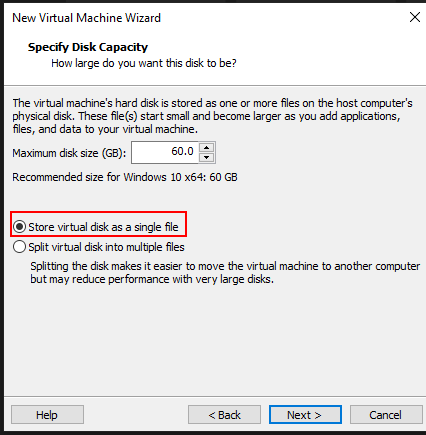 New Virtual Machine Wizard
Specify Disk Capacity
How large do you want this disk to be?
The virtual machine's hard disk is stored as one or more files on the host computer's
physical disk. These file(s) start small and become larger as you add applications,
files, and data to your virtual machine.
Maximum disk size (GB): 60.0
Recommended size for Windows 10 x64: 60 GB
Store virtual disk as a single file
Split virtual disk into multiple files
Splitting the disk makes it easier to move the virtual machine to another computer
but may reduce performance with very large disks.
Help < Back Next > Cancel